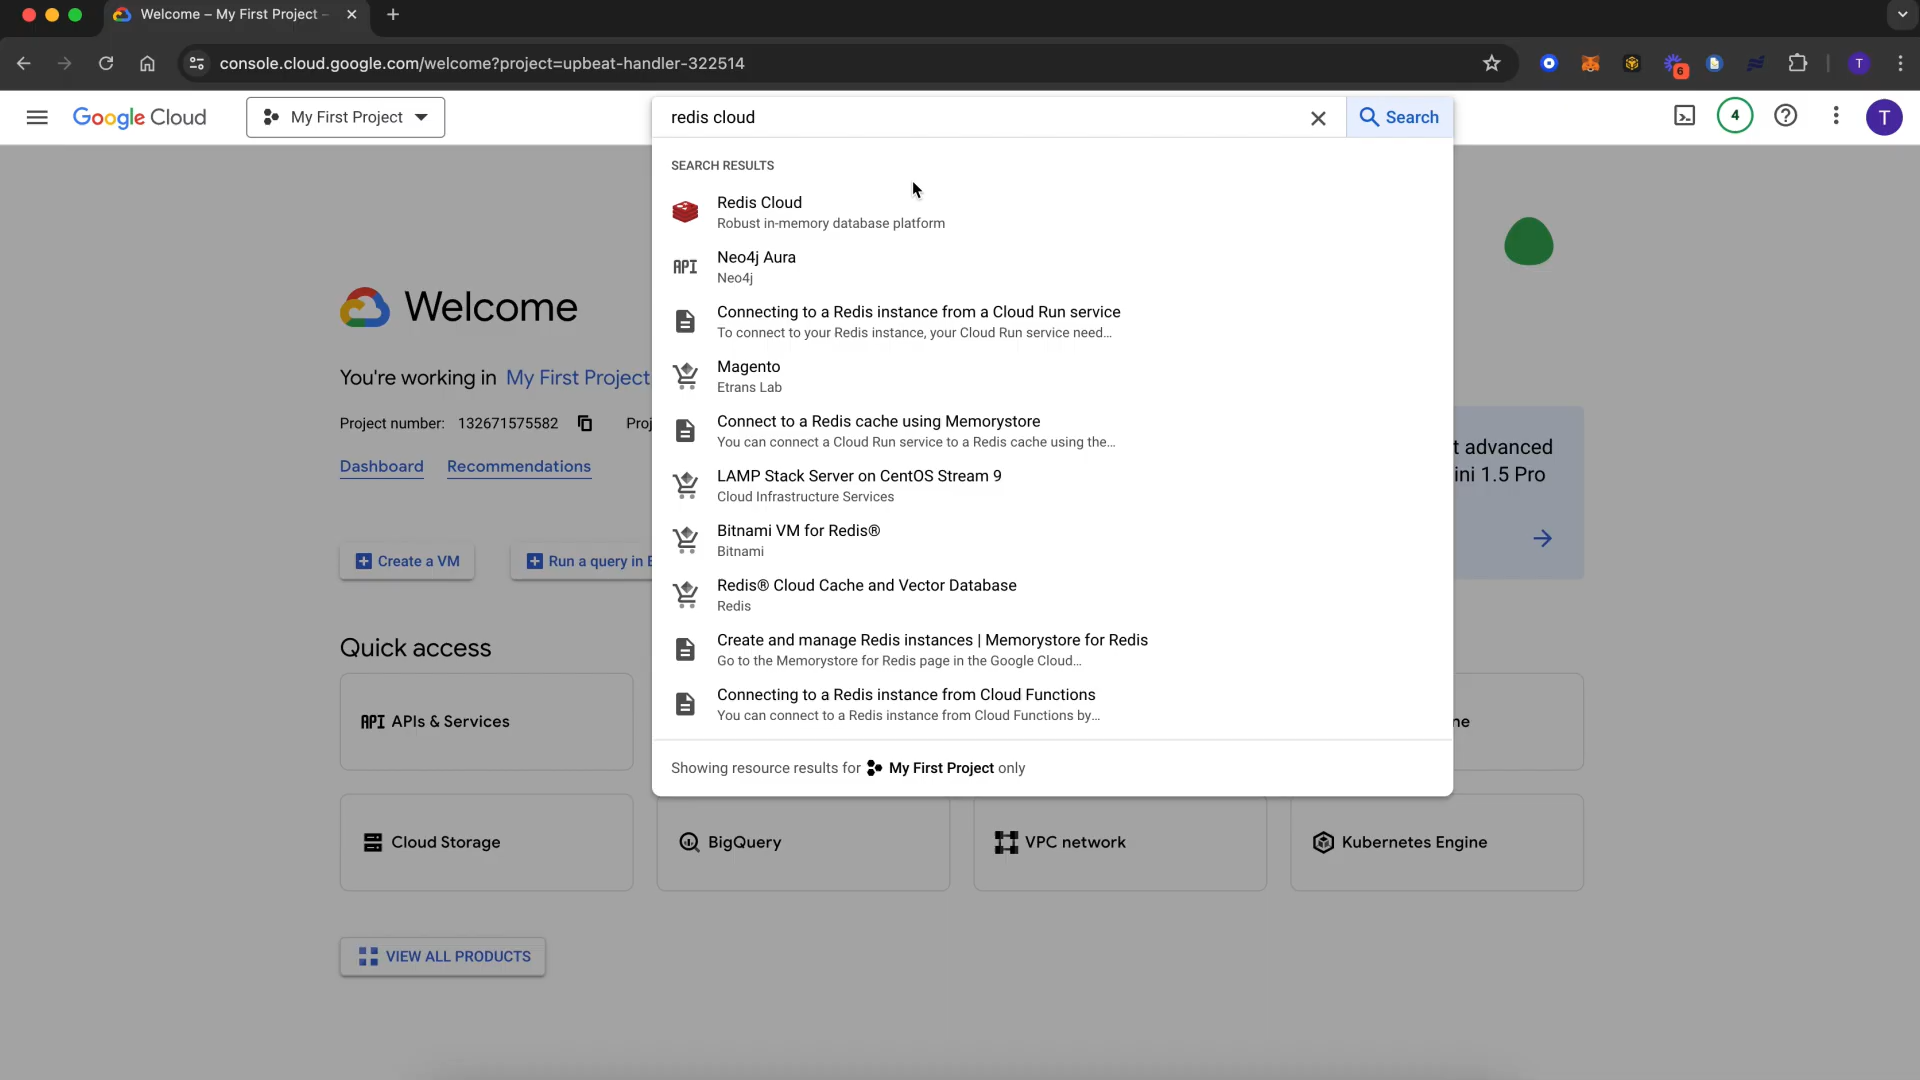 Welcome – My First Project –
console.cloud.google.com/welcome?project=upbeat-handler-322514
6
T
Google Cloud
My First Project
redis cloud
Search
4
T
SEARCH RESULTS
Redis Cloud
Robust in-memory database platform
Neo4j Aura
Neo4j
Connecting to a Redis instance from a Cloud Run service
To connect to your Redis instance, your Cloud Run service need...
Magento
Etrans Lab
Connect to a Redis cache using Memorystore
You can connect a Cloud Run service to a Redis cache using the...
LAMP Stack Server on CentOS Stream 9
Cloud Infrastructure Services
Bitnami VM for Redis®
Bitnami
Redis® Cloud Cache and Vector Database
Redis
Create and manage Redis instances | Memorystore for Redis
Go to the Memorystore for Redis page in the Google Cloud...
Connecting to a Redis instance from Cloud Functions
You can connect to a Redis instance from Cloud Functions by...
Showing resource results for My First Project only
Welcome
You're working in My First Project
Project number: 132671575582 Proj
Dashboard Recommendations
t advanced
ini 1.5 Pro
Create a VM
Run a query in B
Quick access
API APIs & Services
ne
Cloud Storage
BigQuery
VPC network
Kubernetes Engine
VIEW ALL PRODUCTS